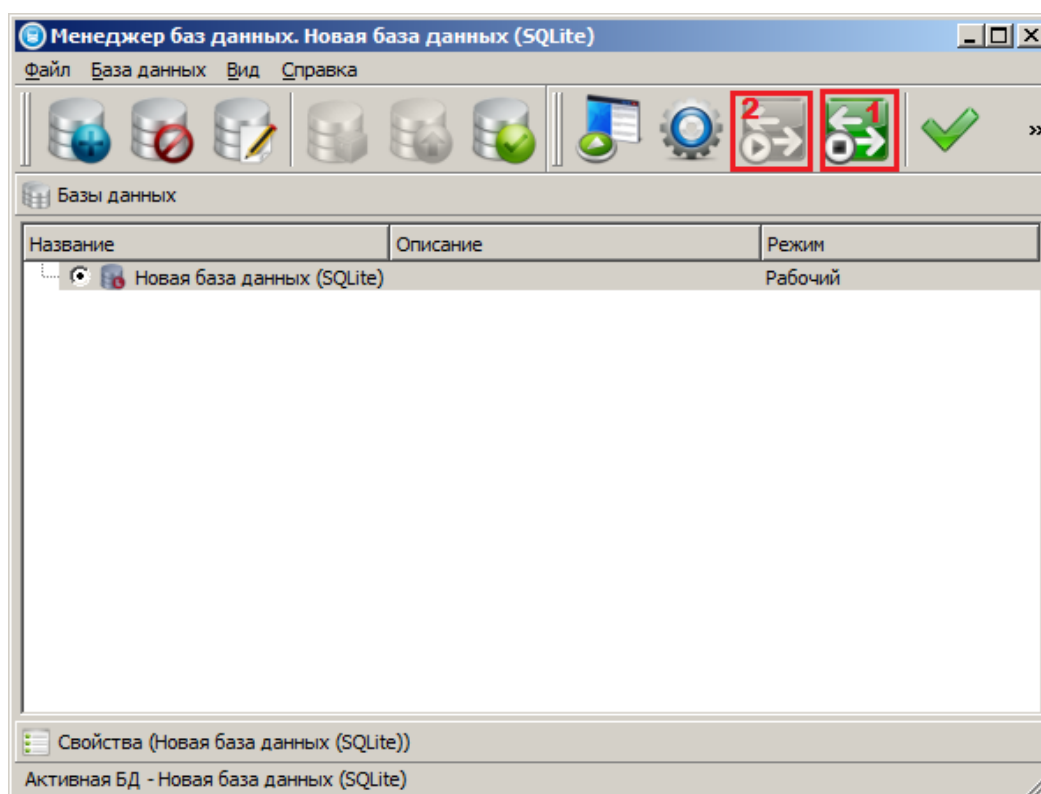 Менеджер баз данных. Новая база данных (SQLite)
Файл База данных Вид Справка
2 1
»
Базы данных
Название Описание Режим
Новая база данных (SQLite) Рабочий
Свойства (Новая база данных (SQLite))
Активная БД - Новая база данных (SQLite)